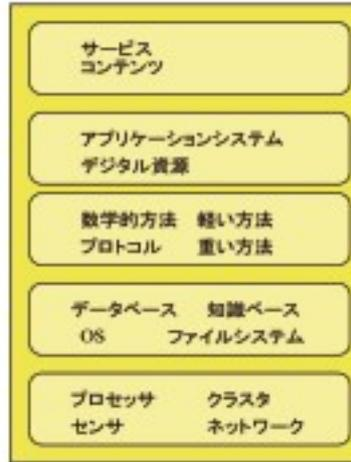 サービス
コンテンツ
アプリケーションシステム
デジタル資源
数学的方法 軽い方法
プロトコル 重い方法
データベース 知識ベース
OS ファイルシステム
プロセッサ クラスタ
センサ ネットワーク